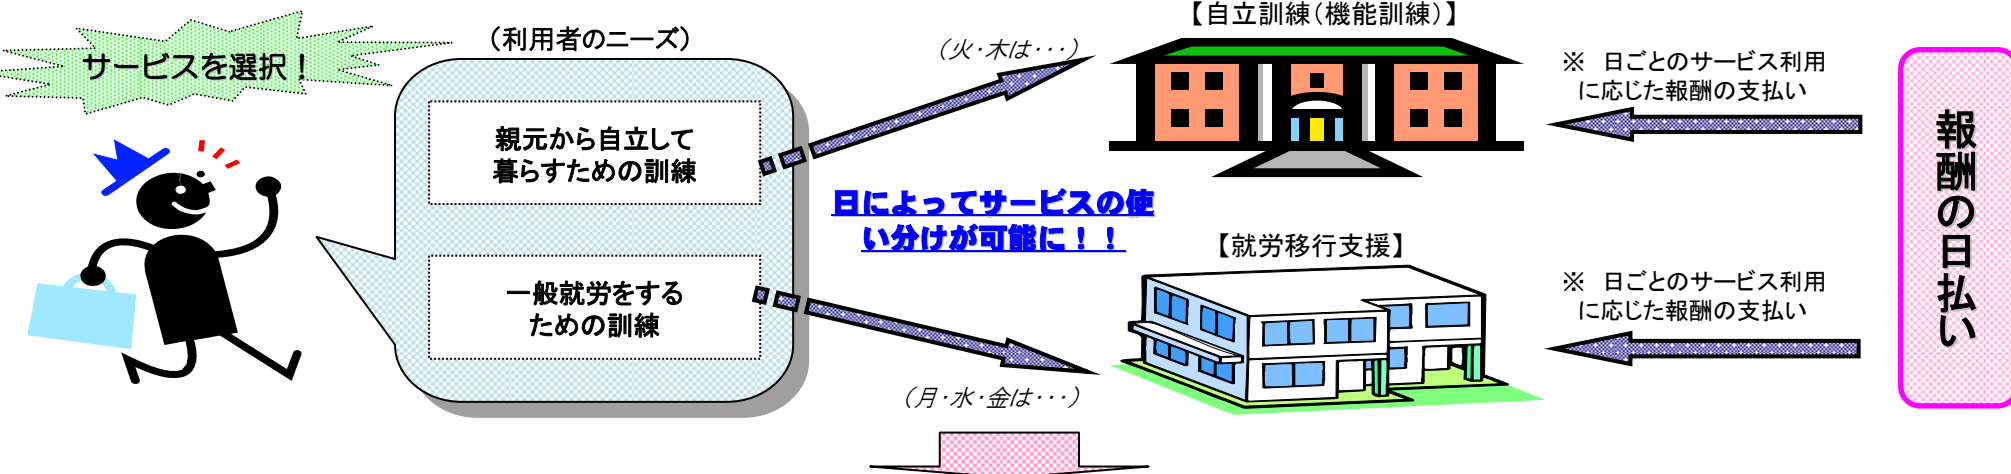 サービスを選択！
（利用者のニーズ）
親元から自立して
暮らすための訓練
一般就労をする
ための訓練
（火・木は・・・）
日によってサービスの使
い分けが可能に！！
（月・水・金は・・・）
【自立訓練（機能訓練）】
【就労移行支援】
※　日ごとのサービス利用
に応じた報酬の支払い
※　日ごとのサービス利用
に応じた報酬の支払い
報酬の日払い